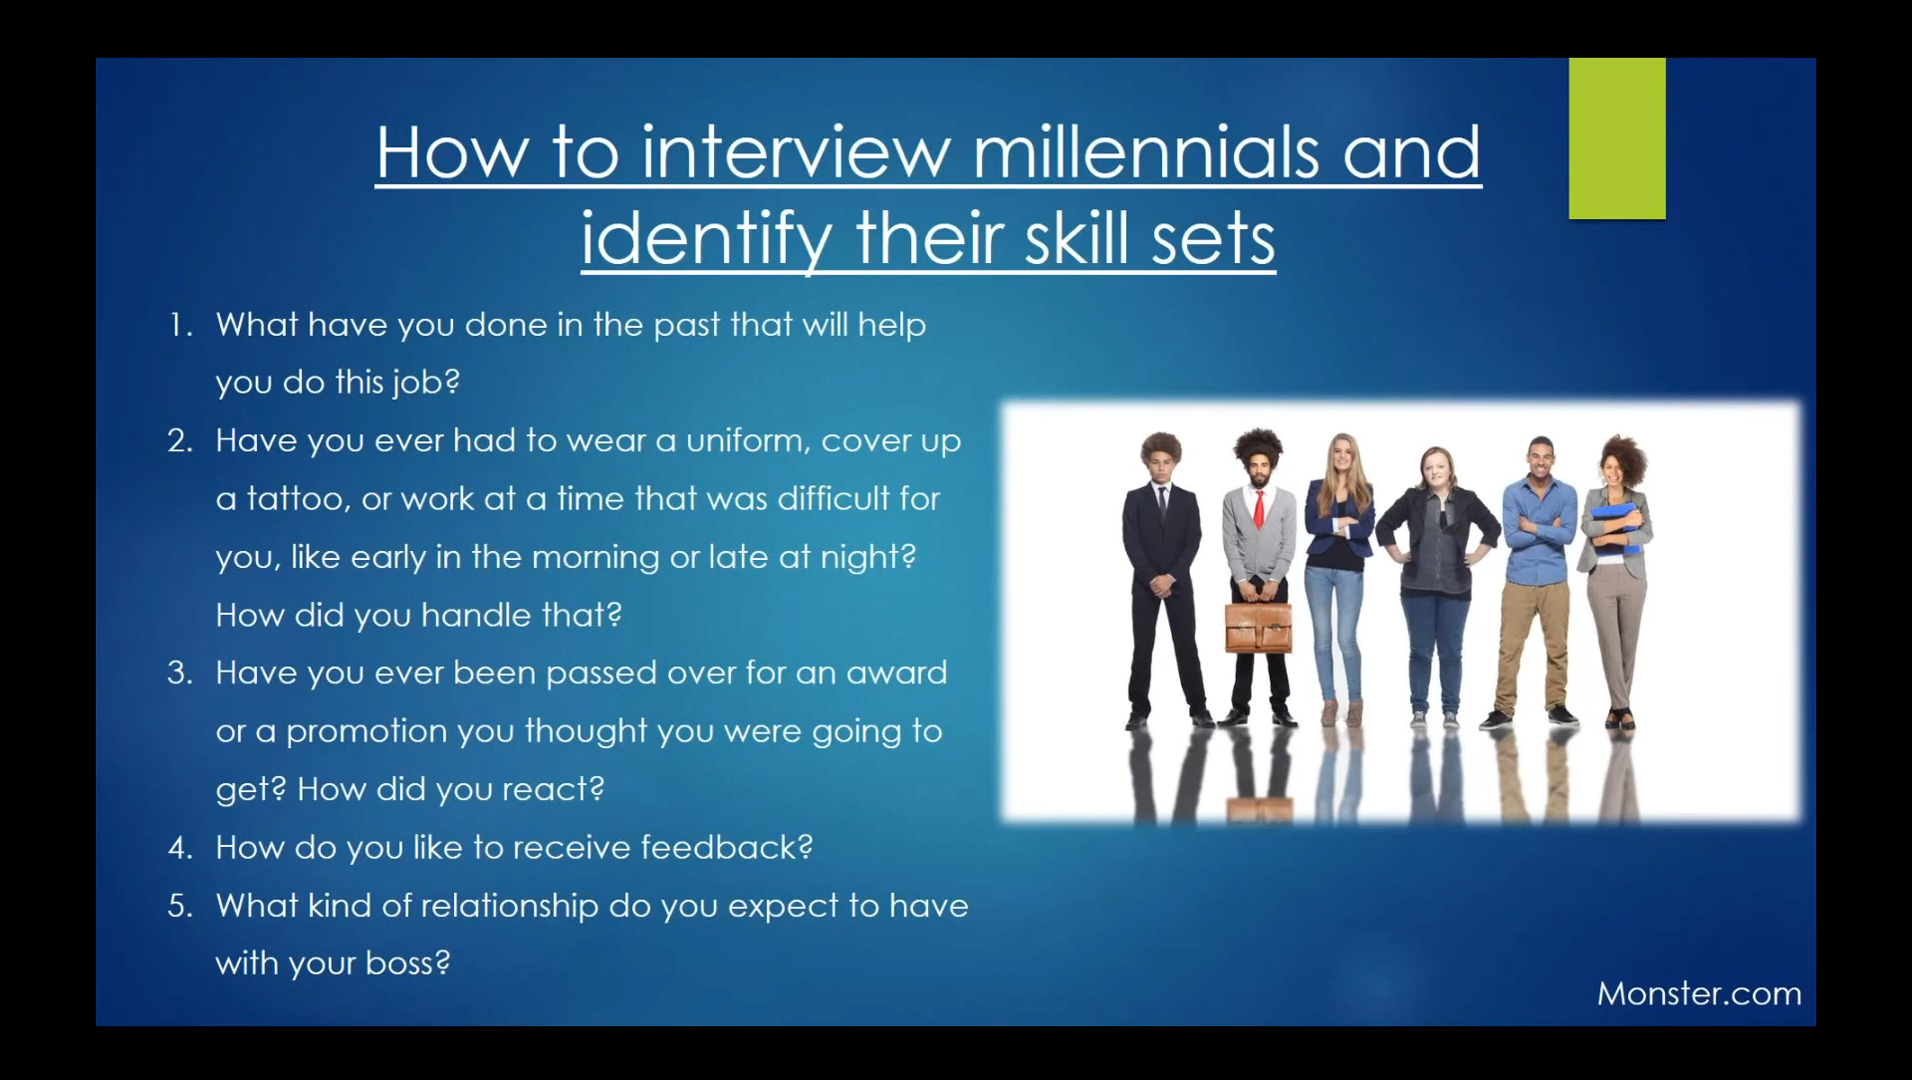 How to interview millennials and
identify their skill sets
1. What have you done in the past that will help
you do this job?
2. Have you ever had to wear a uniform, cover up
a tattoo, or work at a time that was difficult for
you, like early in the morning or late at night?
How did you handle that?
3. Have you ever been passed over for an award
or a promotion you thought you were going to
get? How did you react?
4. How do you like to receive feedback?
5. What kind of relationship do you expect to have
with your boss?
Monster.com